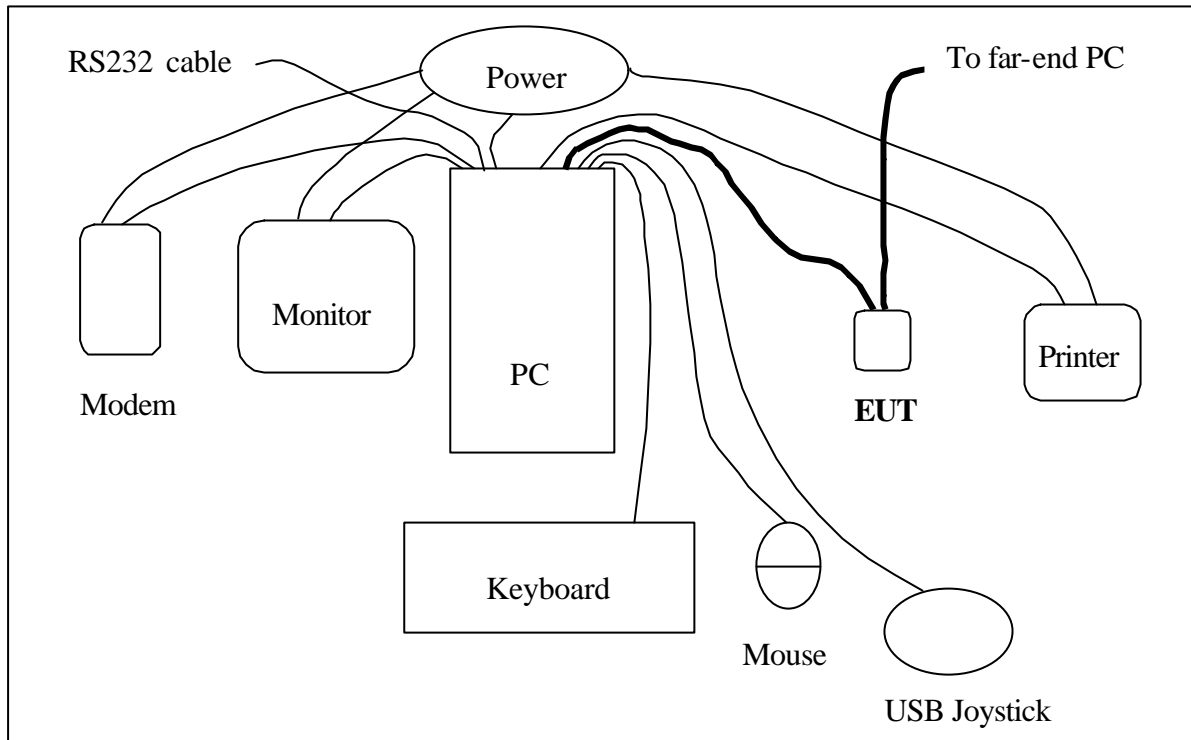 RS232 cable
Power
To far-end PC
Monitor
PC
Printer
Modem
EUT
Keyboard
Mouse
USB Joystick